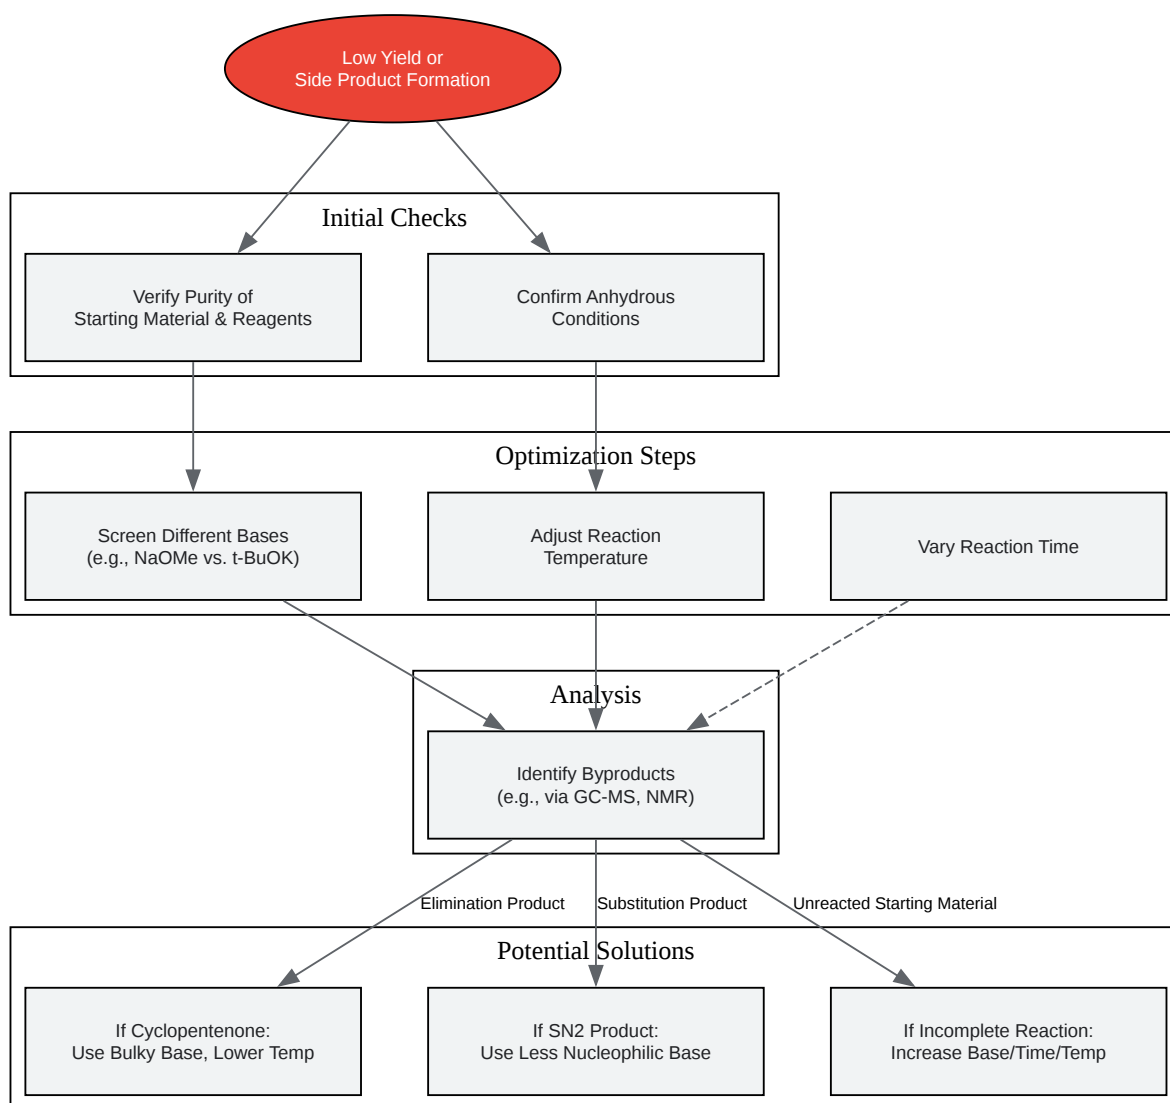 Low Yield or
Side Product Formation
Initial Checks
Verify Purity of
Starting Material & Reagents
Confirm Anhydrous
Conditions
Optimization Steps
Screen Different Bases
(e.g., NaOMe vs. t-BuOK)
Adjust Reaction
Temperature
Vary Reaction Time
Analysis
Identify Byproducts
(e.g., via GC-MS, NMR)
Elimination Product
Substitution Product
Unreacted Starting Material
Potential Solutions
If Cyclopentenone:
Use Bulky Base, Lower Temp
If SN2 Product:
Use Less Nucleophilic Base
If Incomplete Reaction:
Increase Base/Time/Temp